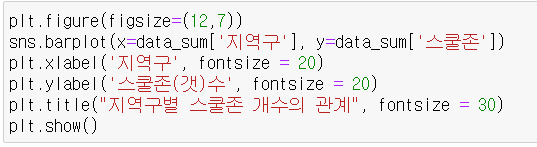 plt.figure(figsize=(12,7))
sns.barplot(x=data_sum['지역구'], y=data_sum['스쿨존'])
plt.xlabel('지역구', fontsize = 20)
plt.ylabel('스쿨존(갯)수', fontsize = 20)
plt.title("지역구별 스쿨존 개수의 관계", fontsize = 30)
plt.show()